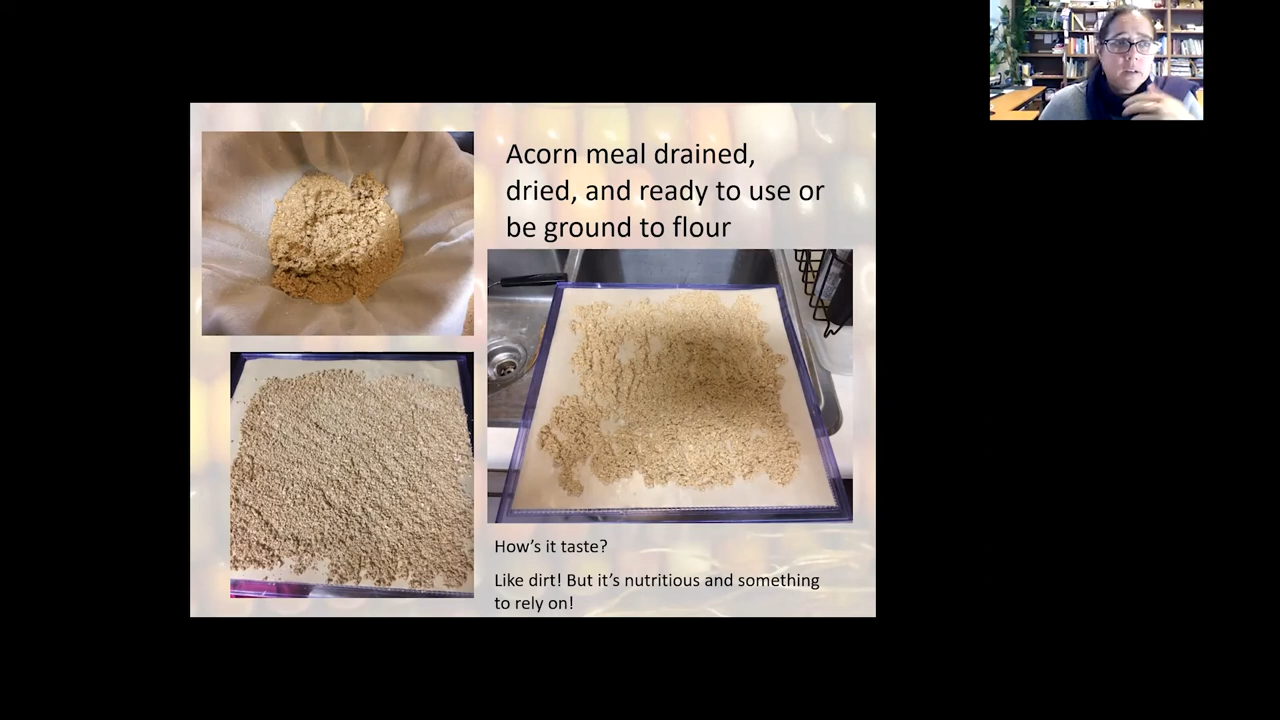 Acorn meal drained,
dried, and ready to use or
be ground to flour
How's it taste?
Like dirt! But it's nutritious and something
to rely on!